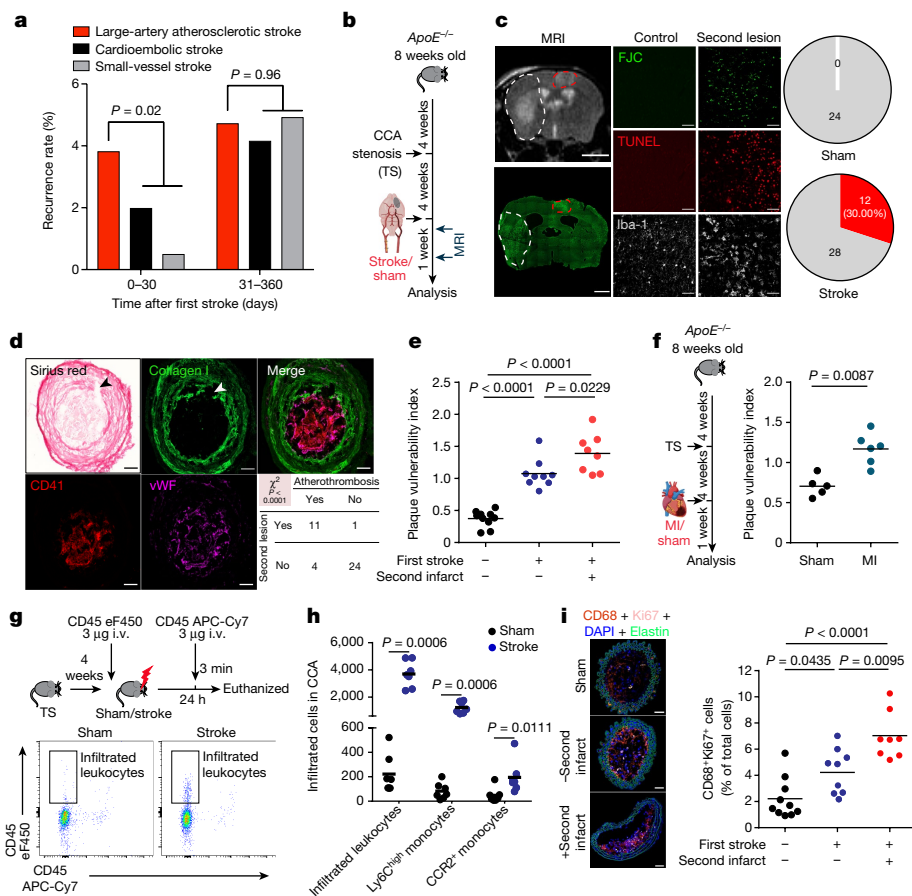 a
Large-artery atherosclerotic stroke
Cardioembolic stroke
Small-vessel stroke
P = 0.02
P = 0.96
Recurrence rate (%)
6
4
2
0
0–30
31–360
Time after first stroke (days)
b
ApoE–/–
8 weeks old
4 weeks
CCA
stenosis
(TS)
4 weeks
MRI
1 week
Stroke/
sham
Analysis
c
MRI
Control
Second lesion
FJC
TUNEL
Iba-1
0
24
Sham
12
(30.00%)
28
Stroke
d
Sirius red
Collagen I
Merge
CD41
vWF
χ2
P <
0.0001
Atherothrombosis
Yes
No
Second lesion
Yes
11
1
No
4
24
e
P < 0.0001
P < 0.0001
P = 0.0229
Plaque vulnerability index
2.5
2.0
1.5
1.0
0.5
0
First stroke
–
+
+
Second infarct
–
–
+
f
ApoE–/–
8 weeks old
4 weeks
TS
4 weeks
MI/
sham
1 week
Analysis
P = 0.0087
Plaque vulnerability index
2.0
1.5
1.0
0.5
0
Sham
MI
g
CD45 eF450
3 μg i.v.
CD45 APC-Cy7
3 μg i.v.
4
weeks
3 min
TS
Sham/stroke
24 h
Euthanized
Sham
Stroke
Infiltrated
leukocytes
Infiltrated
leukocytes
CD45
eF450
CD45
APC-Cy7
h
Sham
Stroke
P = 0.0006
P = 0.0006
P = 0.0111
Infiltrated cells in CCA
6,000
4,000
2,000
600
400
200
0
Infiltrated leukocytes
Ly6Chigh monocytes
CCR2+ monocytes
i
CD68 + Ki67 +
DAPI + Elastin
Sham
–Second
infarct
+Second
infacrt
P < 0.0001
P = 0.0435
P = 0.0095
CD68+Ki67+ cells
(% of total cells)
12
10
8
6
4
2
0
First stroke
–
+
+
Second infarct
–
–
+